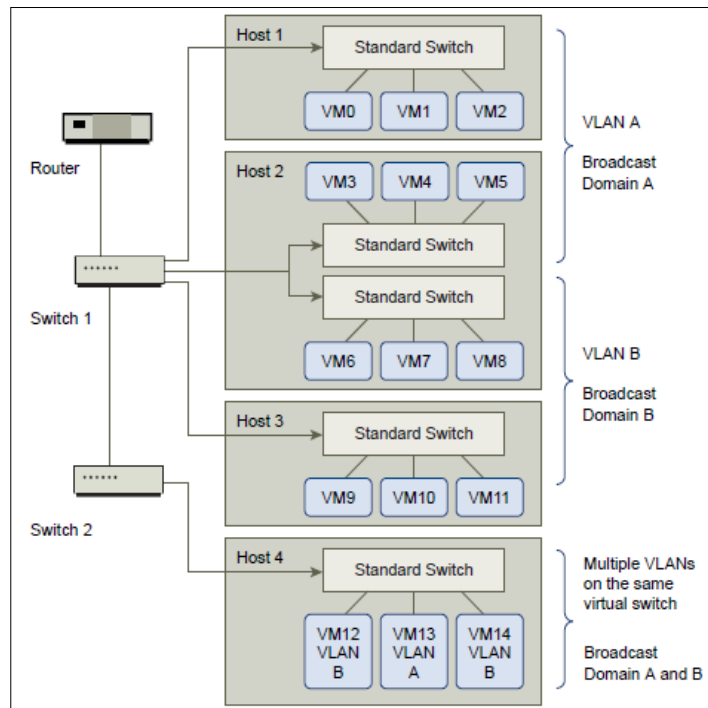 Host 1
Standard Switch
VM0
VM1
VM2
VLAN A
Broadcast
Domain A
Router
Host 2
VM3
VM4
VM5
Standard Switch
Standard Switch
VM6
VM7
VM8
Switch 1
VLAN B
Broadcast
Domain B
Host 3
Standard Switch
VM9
VM10
VM11
Switch 2
Host 4
Standard Switch
VM12
VLAN
B
VM13
VLAN
A
VM14
VLAN
B
Multiple VLANs
on the same
virtual switch
Broadcast
Domain A and B